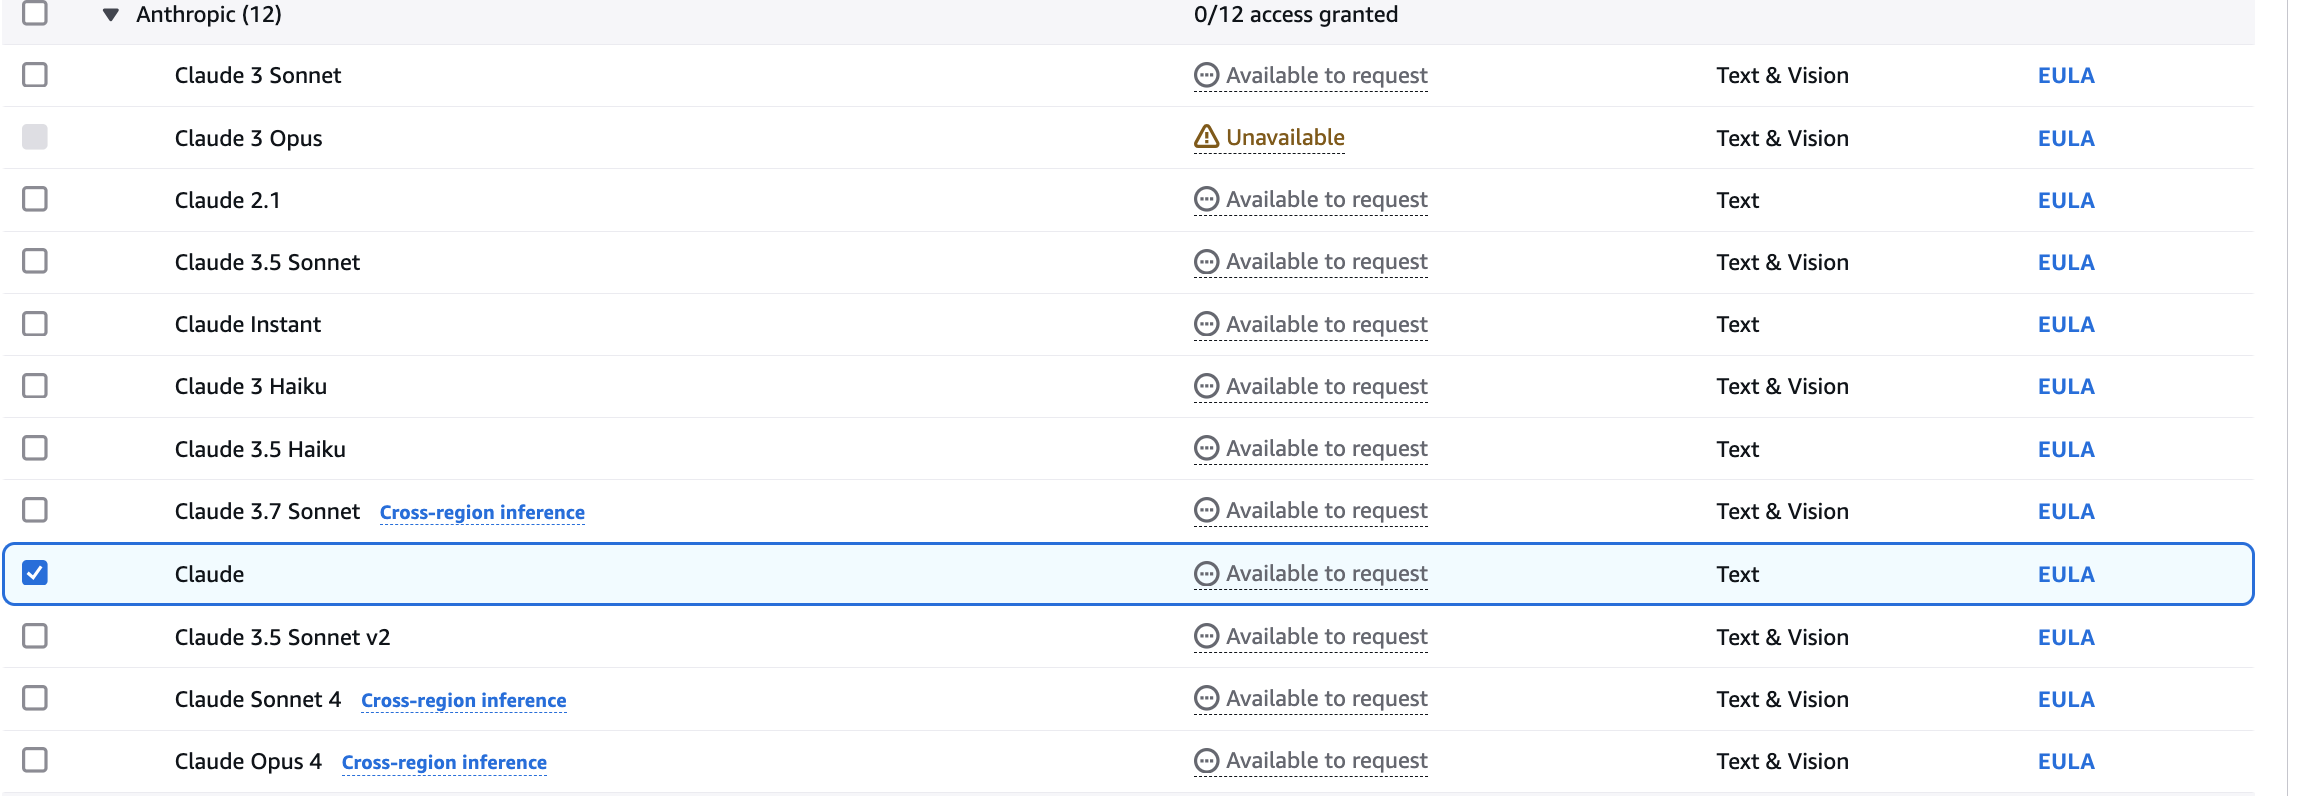 Anthropic (12) 0/12 access granted
Claude 3 Sonnet Available to request Text & Vision EULA
Claude 3 Opus Unavailable Text & Vision EULA
Claude 2.1 Available to request Text EULA
Claude 3.5 Sonnet Available to request Text & Vision EULA
Claude Instant Available to request Text EULA
Claude 3 Haiku Available to request Text & Vision EULA
Claude 3.5 Haiku Available to request Text EULA
Claude 3.7 Sonnet Cross-region inference Available to request Text & Vision EULA
Claude Available to request Text EULA
Claude 3.5 Sonnet v2 Available to request Text & Vision EULA
Claude Sonnet 4 Cross-region inference Available to request Text & Vision EULA
Claude Opus 4 Cross-region inference Available to request Text & Vision EULA